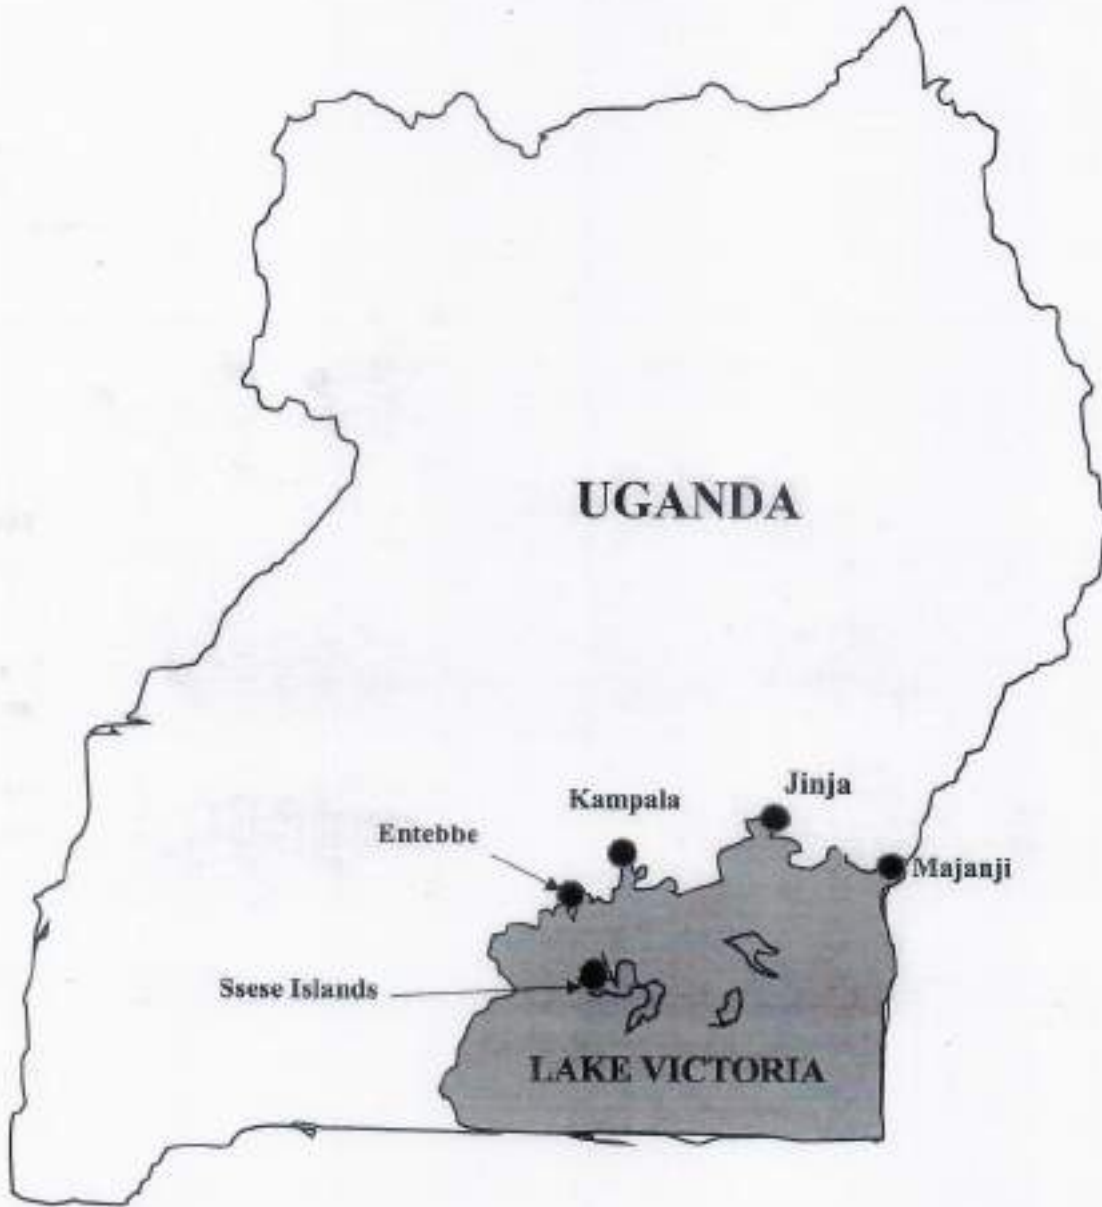 UGANDA
Jinja
Kampala
Entebbe
Majanji
Ssese Islands
LAKE VICTORIA